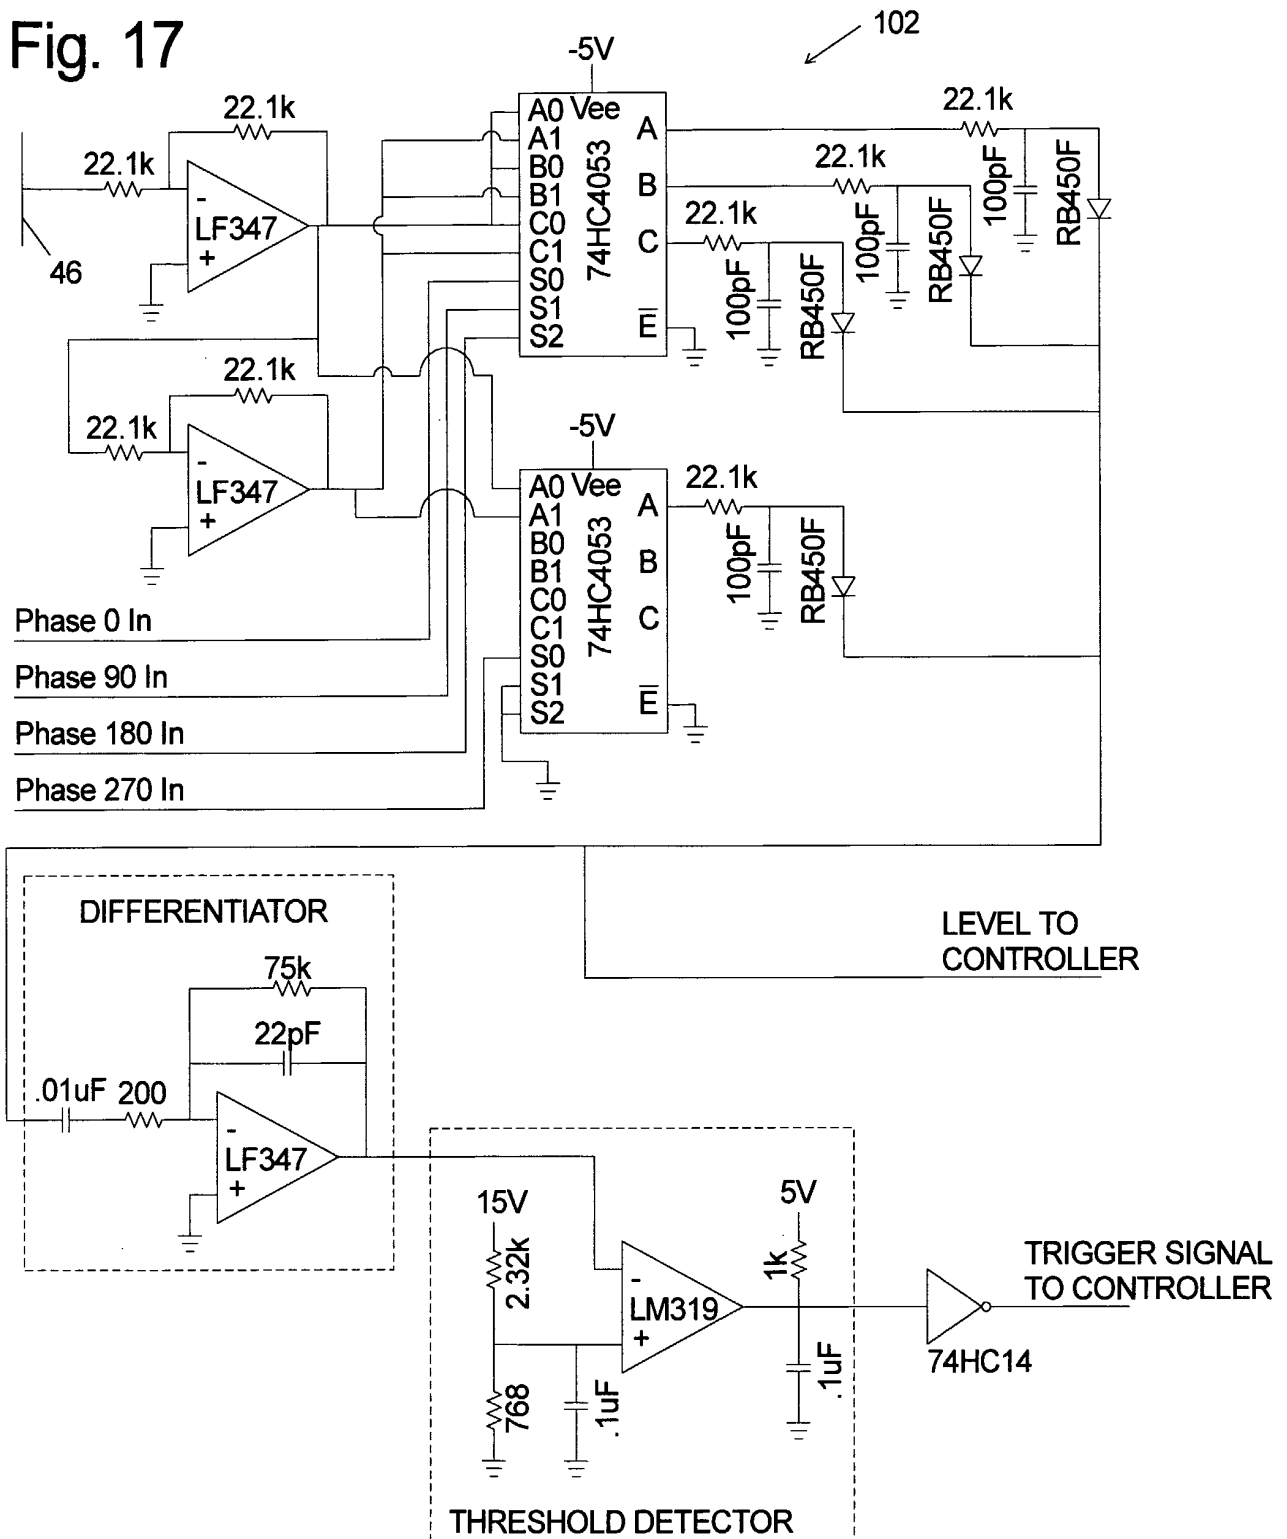 Fig. 17
102
-5V
22.1k
22.1k
-
LF347
+
46
A0 Vee
A1
B0
B1
C0
C1
S0
S1
S2
74HC4053
A
B
C
E
22.1k
100pF
RB450F
22.1k
100pF
RB450F
22.1k
100pF
RB450F
22.1k
22.1k
-
LF347
+
-5V
A0 Vee
A1
B0
B1
C0
C1
S0
S1
S2
74HC4053
A
B
C
E
22.1k
100pF
RB450F
Phase 0 In
Phase 90 In
Phase 180 In
Phase 270 In
DIFFERENTIATOR
75k
22pF
.01uF 200
-
LF347
+
LEVEL TO
CONTROLLER
15V
2.32k
768
.1uF
-
LM319
+
5V
1k
.1uF
74HC14
TRIGGER SIGNAL
TO CONTROLLER
THRESHOLD DETECTOR